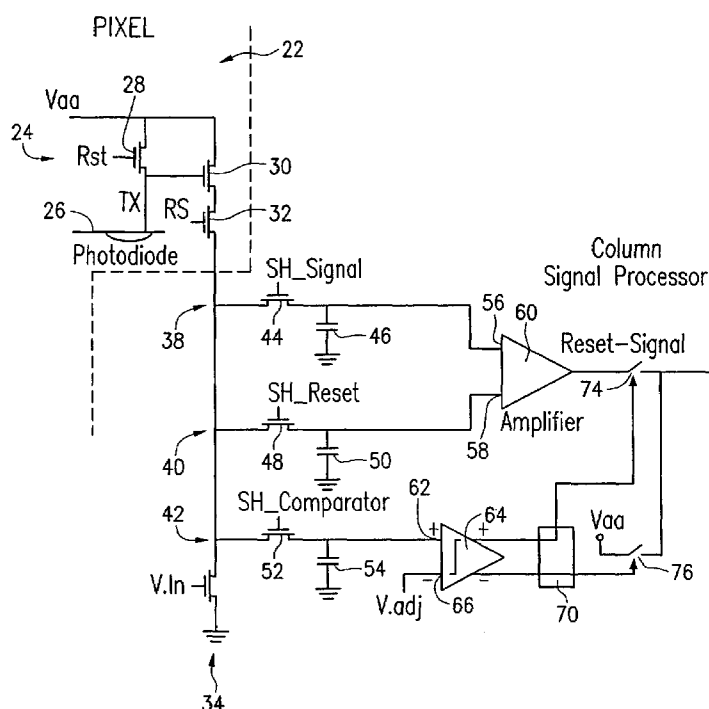 PIXEL
22
Vaa
28
24
Rst
30
TX
26
RS
32
Photodiode
SH_Signal
Column
Signal Processor
38
44
46
56
60
Reset-Signal
74
SH_Reset
58
Amplifier
40
48
50
SH_Comparator
42
62
64
+
+
Vaa
52
54
76
V.In
V.adj
−
−
66
70
34